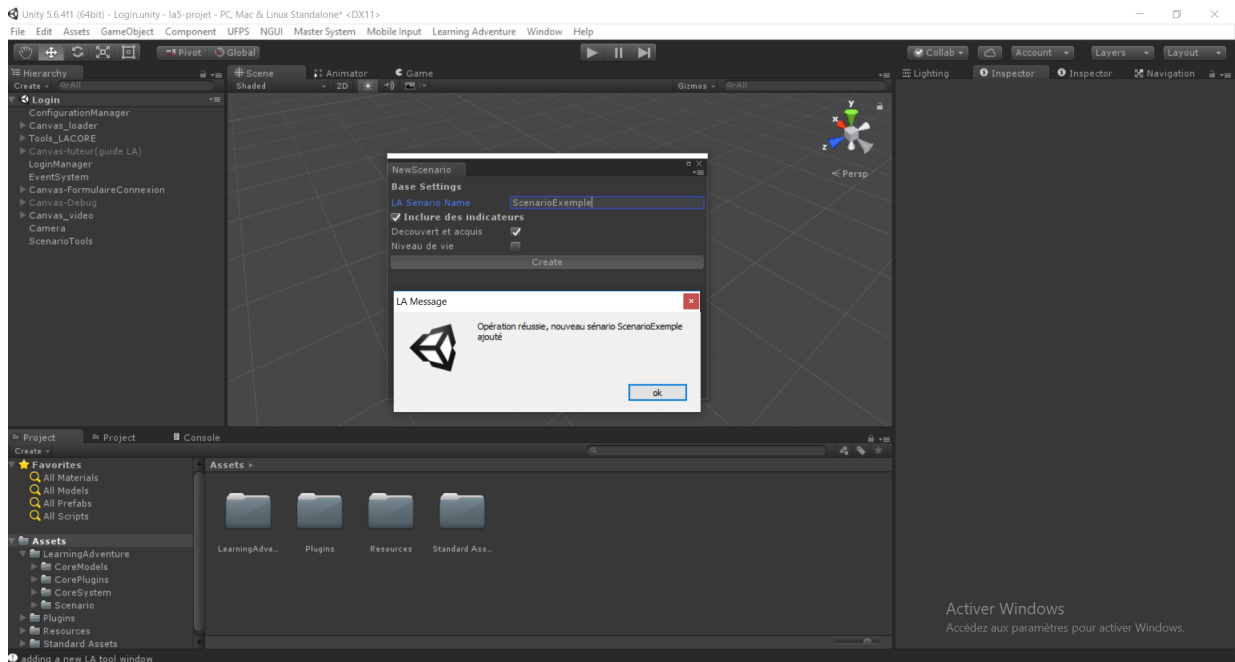 Unity 5.6.4f1 (64bit) - Login.unity - la5-projet - PC, Mac & Linux Standalone* <DX11>
File Edit Assets GameObject Component UFPS NGUI Master System Mobile Input Learning Adventure Window Help
Pivot Global Collab Account Layers Layout
Hierarchy Scene Animator Game Lighting Inspector Inspector Navigation
Create All Shaded 2D Gizmos All
Login
ConfigurationManager
Canvas_loader
Tools_LACORE
Canvas-tuteur(guide LA)
LoginManager
EventSystem
Canvas-FormulaireConnexion
Canvas-Debug
Canvas_video
Camera
ScenarioTools
y
x
z
Persp
NewScenario
Base Settings
LA Senario Name ScenarioExemple
Inclure des indicateurs
Decouvert et acquis
Niveau de vie
Create
LA Message
Opération réussie, nouveau sénario ScenarioExemple
ajouté
ok
Project Project Console
Create
Favorites
All Materials
All Models
All Prefabs
All Scripts
Assets
LearningAdventure
CoreModels
CorePlugins
CoreSystem
Scenario
Plugins
Resources
Standard Assets
Assets
LearningAdve... Plugins Resources Standard Ass...
Activer Windows
Accédez aux paramètres pour activer Windows.
adding a new LA tool window